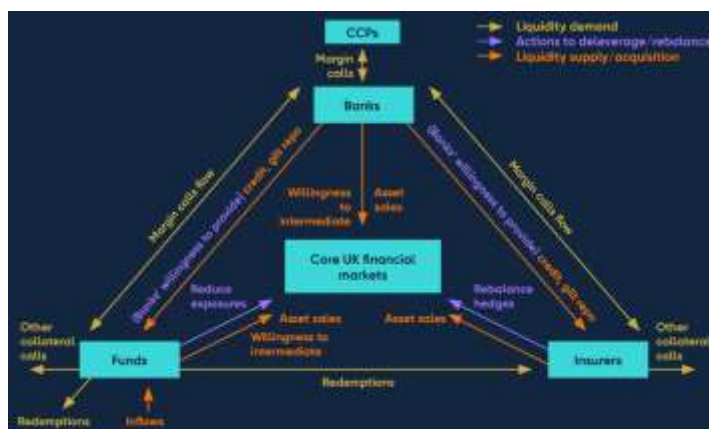 CCPs
Liquidity demand
Actions to deleverage/rebalance
Liquidity supply/acquisition
Margin
calls
Banks
Margin calls flow
(Banks' willingness to provide) credit, gilt repo
Willingness
to
intermediate
Asset
sales
(Banks' willingness to provide) credit, gilt repo
Margin calls flow
Core UK financial
markets
Reduce
exposures
Rebalance
hedges
Other
collateral
calls
Asset sales
Willingness to
intermediate
Asset sales
Other
collateral
calls
Funds
Insurers
Redemptions
Redemptions
Inflows